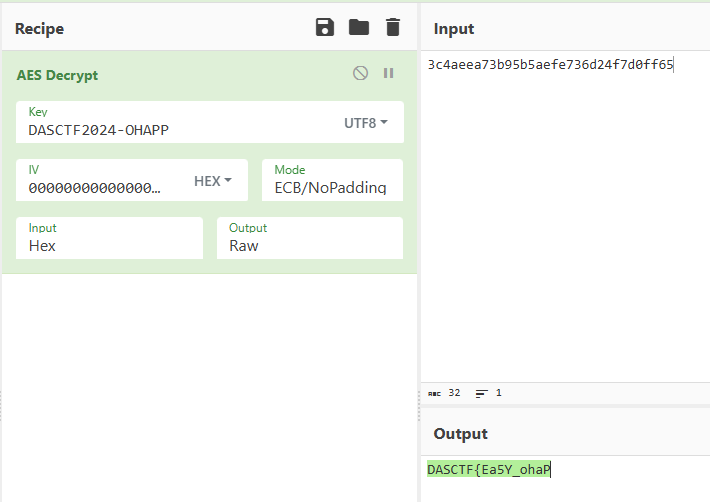 Recipe
AES Decrypt
Key
DASCTF2024-OHAPP
UTF8
IV
00000000000000...
HEX
Mode
ECB/NoPadding
Input
Hex
Output
Raw
Input
3c4aeea73b95b5aefe736d24f7d0ff65
ABC 32 1
Output
DASCTF{Ea5Y_ohaP